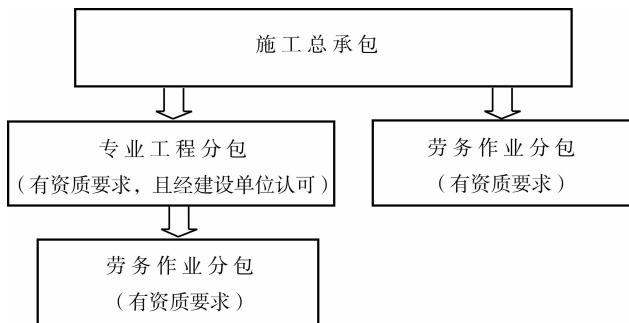 施工总承包
专业工程分包
（有资质要求，且经建设单位认可）
劳务作业分包
（有资质要求）
劳务作业分包
（有资质要求）